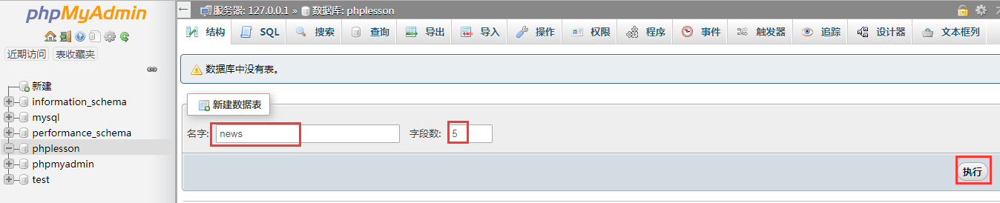 phpMyAdmin
近期访问 表收藏夹
新建
information_schema
mysql
performance_schema
phplesson
phpmyadmin
test
服务器: 127.0.0.1 » 数据库: phplesson
结构 SQL 搜索 查询 导出 导入 操作 权限 程序 事件 触发器 追踪 设计器 文本框列
数据库中没有表。
新建数据表
名字: news 字段数: 5
执行